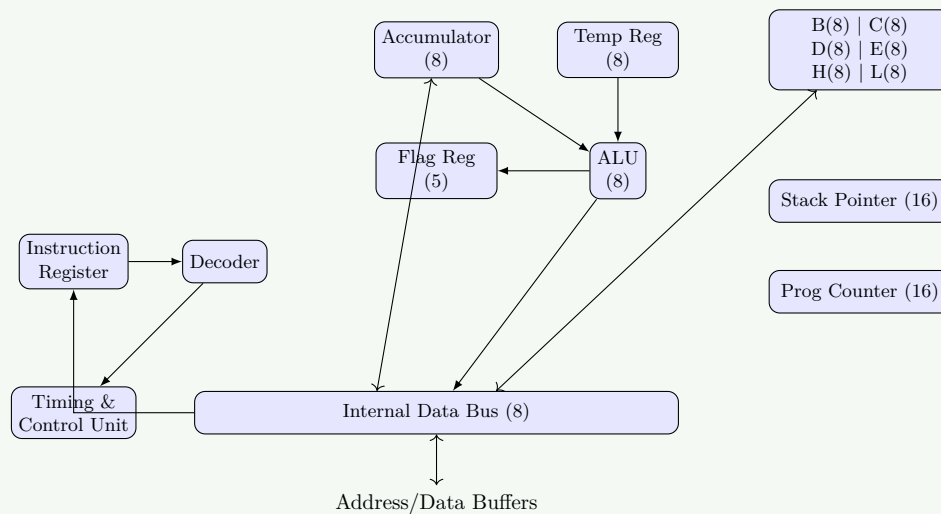 Accumulator
(8)
Temp Reg
(8)
B(8) | C(8)
D(8) | E(8)
H(8) | L(8)
Flag Reg
(5)
ALU
(8)
Stack Pointer (16)
Instruction
Register
Decoder
Prog Counter (16)
Timing &
Control Unit
Internal Data Bus (8)
Address/Data Buffers